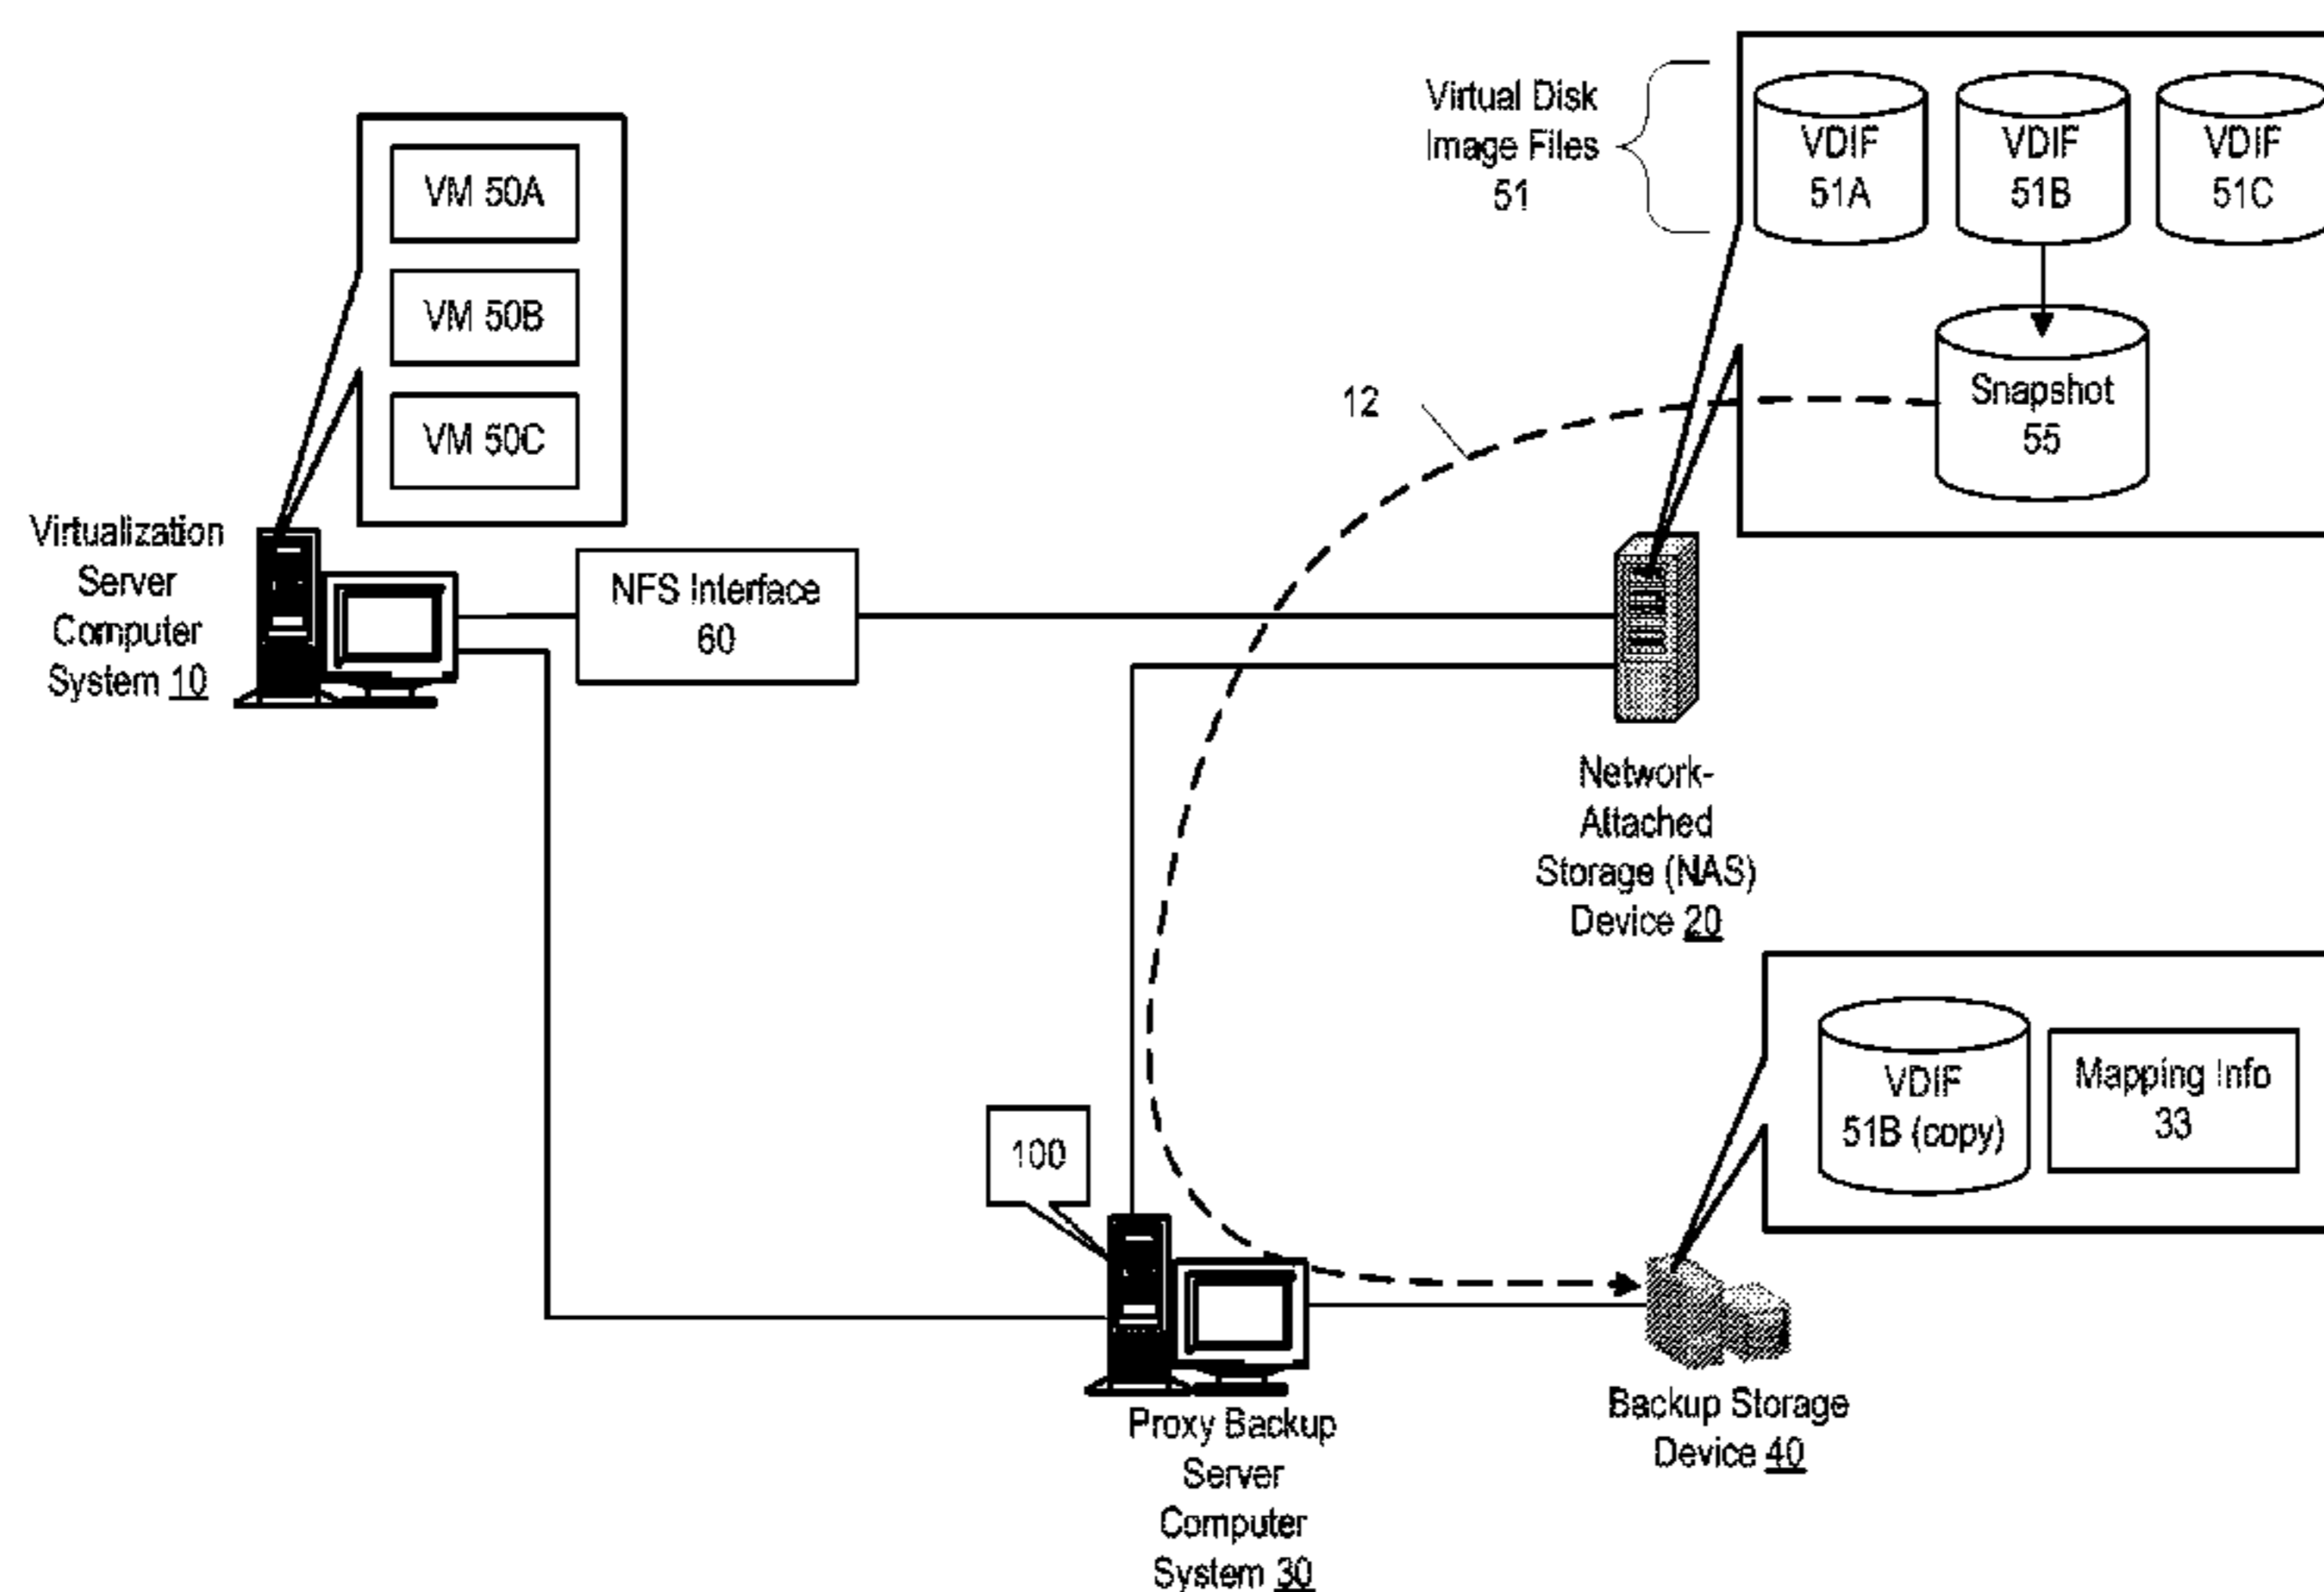 Virtual Disk
Image Files
51
VDIF
51A
VDIF
51B
VDIF
51C
VM 50A
VM 50B
VM 50C
12
Snapshot
55
Virtualization
Server
Computer
System 10
NFS Interface
60
Network-
Attached
Storage (NAS)
Device 20
VDIF
51B (copy)
Mapping Info
33
100
Proxy Backup
Server
Computer
System 30
Backup Storage
Device 40